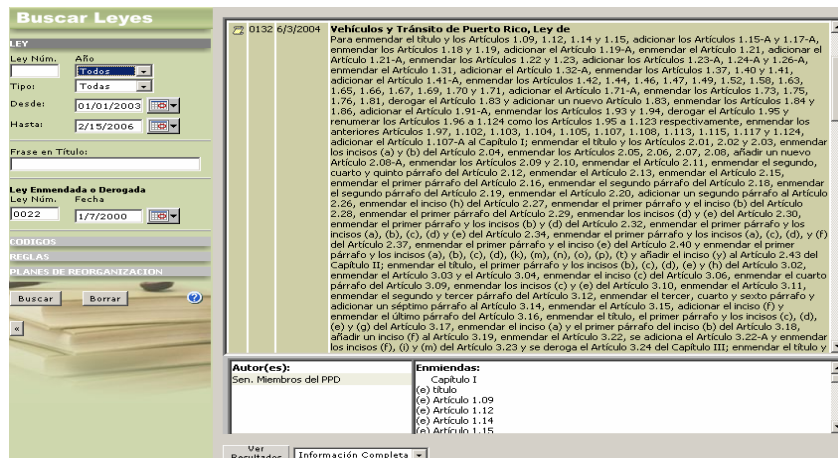 Buscar Leyes
LEY
Ley Núm. Año
Todos
Tipo: Todas
Desde: 01/01/2003
Hasta: 2/15/2006
Frase en Título:
Ley Enmendada o Derogada
Ley Núm. Fecha
0022 1/7/2000
CODIGOS
REGLAS
PLANES DE REORGANIZACION
Buscar Borrar ?
«
0132 6/3/2004 Vehículos y Tránsito de Puerto Rico, Ley de
Para enmendar el título y los Artículos 1.09, 1.12, 1.14 y 1.15, adicionar los Artículos 1.15-A y 1.17-A,
enmendar los Artículos 1.18 y 1.19, adicionar el Artículo 1.19-A, enmendar el Artículo 1.21, adicionar el
Artículo 1.21-A, enmendar los Artículos 1.22 y 1.23, adicionar los Artículos 1.23-A, 1.24-A y 1.26-A,
enmendar el Artículo 1.31, adicionar el Artículo 1.32-A, enmendar los Artículos 1.37, 1.40 y 1.41,
adicionar el Artículo 1.41-A, enmendar los Artículos 1.42, 1.44, 1.46, 1.47, 1.49, 1.52, 1.58, 1.63,
1.65, 1.66, 1.67, 1.69, 1.70 y 1.71, adicionar el Artículo 1.71-A, enmendar los Artículos 1.73, 1.75,
1.76, 1.81, derogar el Artículo 1.83 y adicionar un nuevo Artículo 1.83, enmendar los Artículos 1.84 y
1.86, adicionar el Artículo 1.91-A, enmendar los Artículos 1.93 y 1.94, derogar el Artículo 1.95 y
renumerar los Artículos 1.96 a 1.124 como los Artículos 1.95 a 1.123 respectivamente, enmendar los
anteriores Artículos 1.97, 1.102, 1.103, 1.104, 1.105, 1.107, 1.108, 1.113, 1.115, 1.117 y 1.124,
adicionar el Artículo 1.107-A al Capítulo I; enmendar el título y los Artículos 2.01, 2.02 y 2.03, enmendar
los incisos (a) y (b) del Artículo 2.04, enmendar los Artículos 2.05, 2.06, 2.07, 2.08, añadir un nuevo
Artículo 2.08-A, enmendar los Artículos 2.09 y 2.10, enmendar el Artículo 2.11, enmendar el segundo,
cuarto y quinto párrafo del Artículo 2.12, enmendar el Artículo 2.13, enmendar el Artículo 2.15,
enmendar el primer párrafo del Artículo 2.16, enmendar el segundo párrafo del Artículo 2.18, enmendar
el segundo párrafo del Artículo 2.19, enmendar el Artículo 2.20, adicionar un segundo párrafo al Artículo
2.26, enmendar el inciso (h) del Artículo 2.27, enmendar el primer párrafo y el inciso (b) del Artículo
2.28, enmendar el primer párrafo del Artículo 2.29, enmendar los incisos (d) y (e) del Artículo 2.30,
enmendar el primer párrafo y los incisos (b) y (d) del Artículo 2.32, enmendar el primer párrafo y los
incisos (a), (b), (c), (d) y (e) del Artículo 2.34, enmendar el primer párrafo y los incisos (a), (c), (d), y (f)
del Artículo 2.37, enmendar el primer párrafo y el inciso (e) del Artículo 2.40 y enmendar el primer
párrafo y los incisos (a), (b), (c), (d), (k), (m), (n), (o), (p), (t) y añadir el inciso (y) al Artículo 2.43 del
Capítulo II; enmendar el título, el primer párrafo y los incisos (b), (c), (d), (e) y (h) del Artículo 3.02,
enmendar el Artículo 3.03 y el Artículo 3.04, enmendar el inciso (c) del Artículo 3.06, enmendar el cuarto
párrafo del Artículo 3.09, enmendar los incisos (c) y (e) del Artículo 3.10, enmendar el Artículo 3.11,
enmendar el segundo y tercer párrafo del Artículo 3.12, enmendar el tercer, cuarto y sexto párrafo y
adicionar un séptimo párrafo al Artículo 3.14, enmendar el Artículo 3.15, adicionar el inciso (f) y
enmendar el último párrafo del Artículo 3.16, enmendar el título, el primer párrafo y los incisos (c), (d),
(e) y (g) del Artículo 3.17, enmendar el inciso (a) y el primer párrafo del inciso (b) del Artículo 3.18,
añadir un inciso (f) al Artículo 3.19, enmendar el Artículo 3.22, se adiciona el Artículo 3.22-A y enmendar
los incisos (f), (i) y (m) del Artículo 3.23 y se deroga el Artículo 3.24 del Capítulo III; enmendar el título y
Autor(es):
Sen. Miembros del PPD
Enmiendas:
Capítulo I
(e) título
(e) Artículo 1.09
(e) Artículo 1.12
(e) Artículo 1.14
(e) Artículo 1.15
Ver
Resultados Información Completa